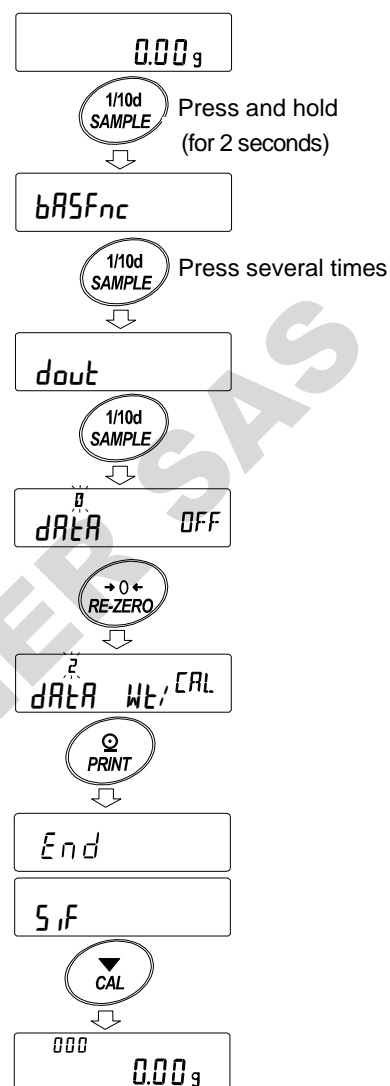 0.00 g
1/10d
SAMPLE
Press and hold
(for 2 seconds)
bASFnc
1/10d
SAMPLE
Press several times
dout
1/10d
SAMPLE
0
dAtA OFF
→0←
RE-ZERO
2
dAtA Wt/CAL
PRINT
End
SiF
CAL
000
0.00 g
ER SAS